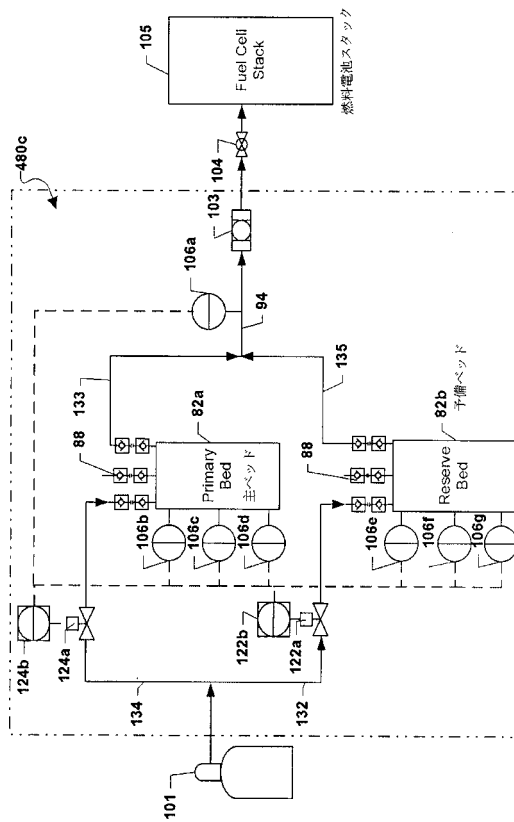 480c
101
134
132
124b
124a
122b
122a
133
88
82a
Primary
Bed
主ベッド
106b
106c
106d
106a
94
103
104
105
Fuel Cell
Stack
燃料電池スタック
135
88
82b
予備ベッド
Reserve
Bed
106e
106f
106g